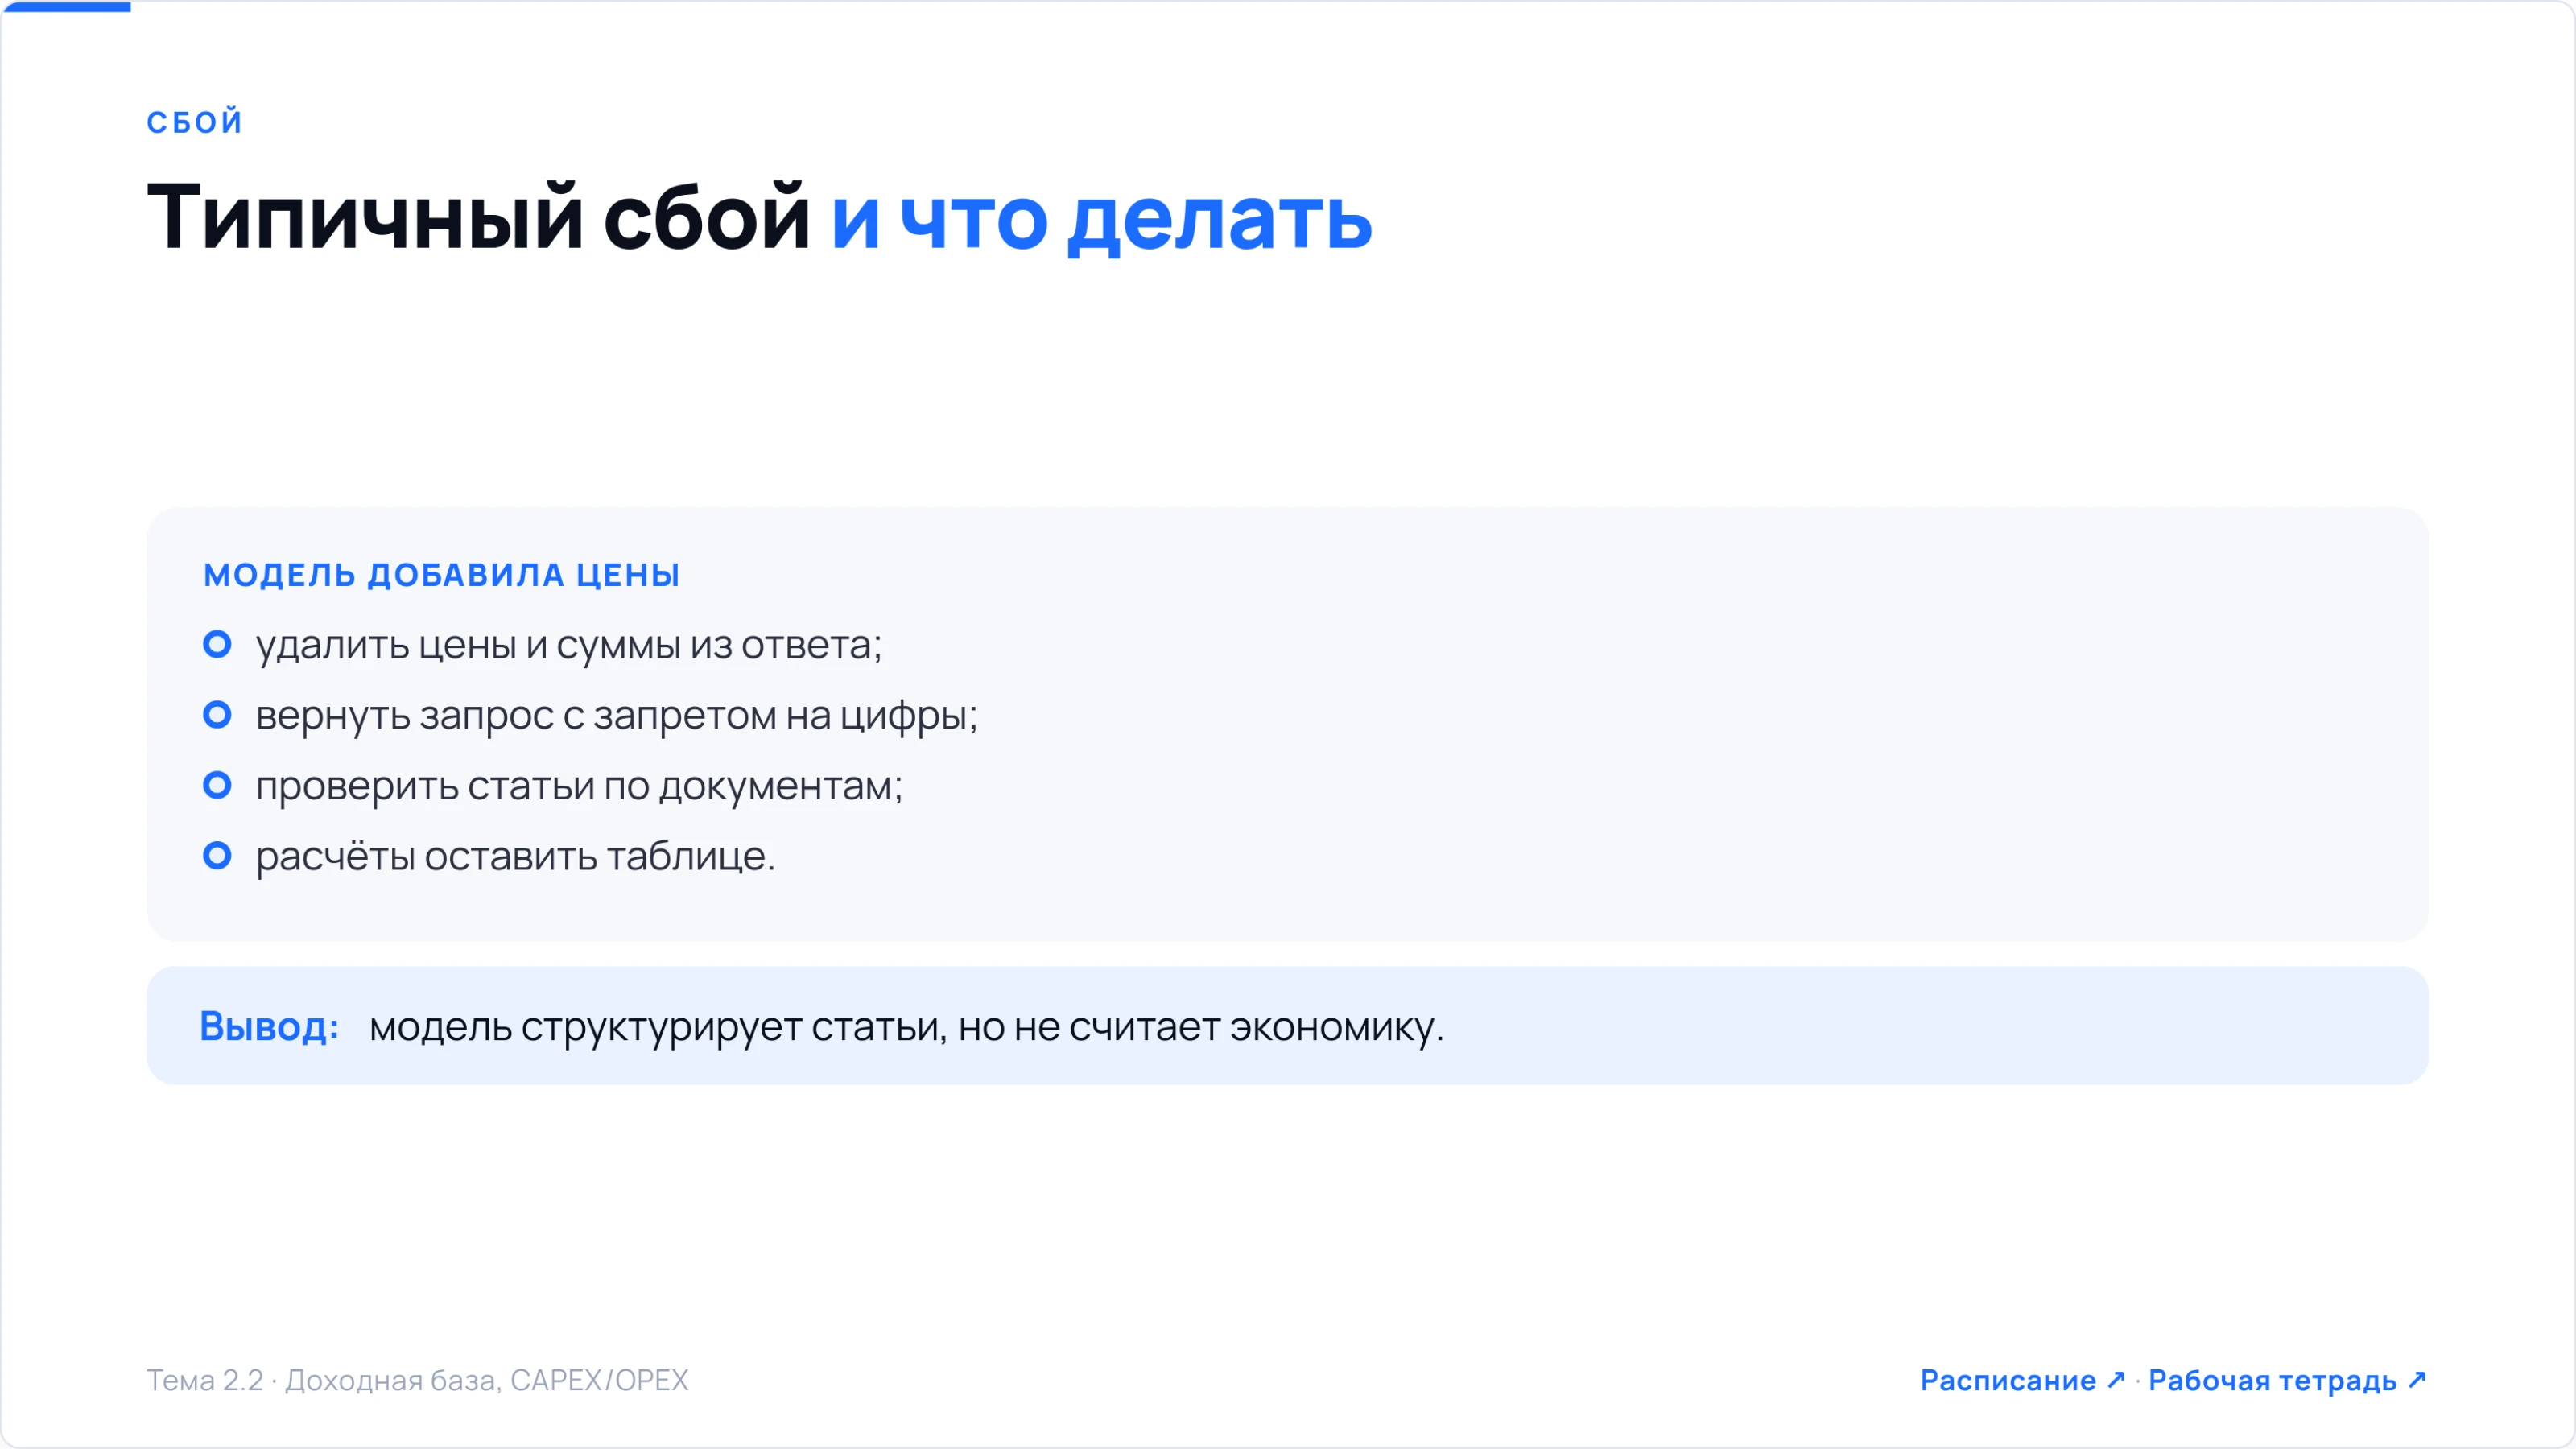 СБОЙ
Типичный сбой и что делать
МОДЕЛЬ ДОБАВИЛА ЦЕНЫ
удалить цены и суммы из ответа;
вернуть запрос с запретом на цифры;
проверить статьи по документам;
расчёты оставить таблице.
Вывод: модель структурирует статьи, но не считает экономику.
Тема 2.2 · Доходная база, CAPEX/OPEX
Расписание ↗ · Рабочая тетрадь ↗